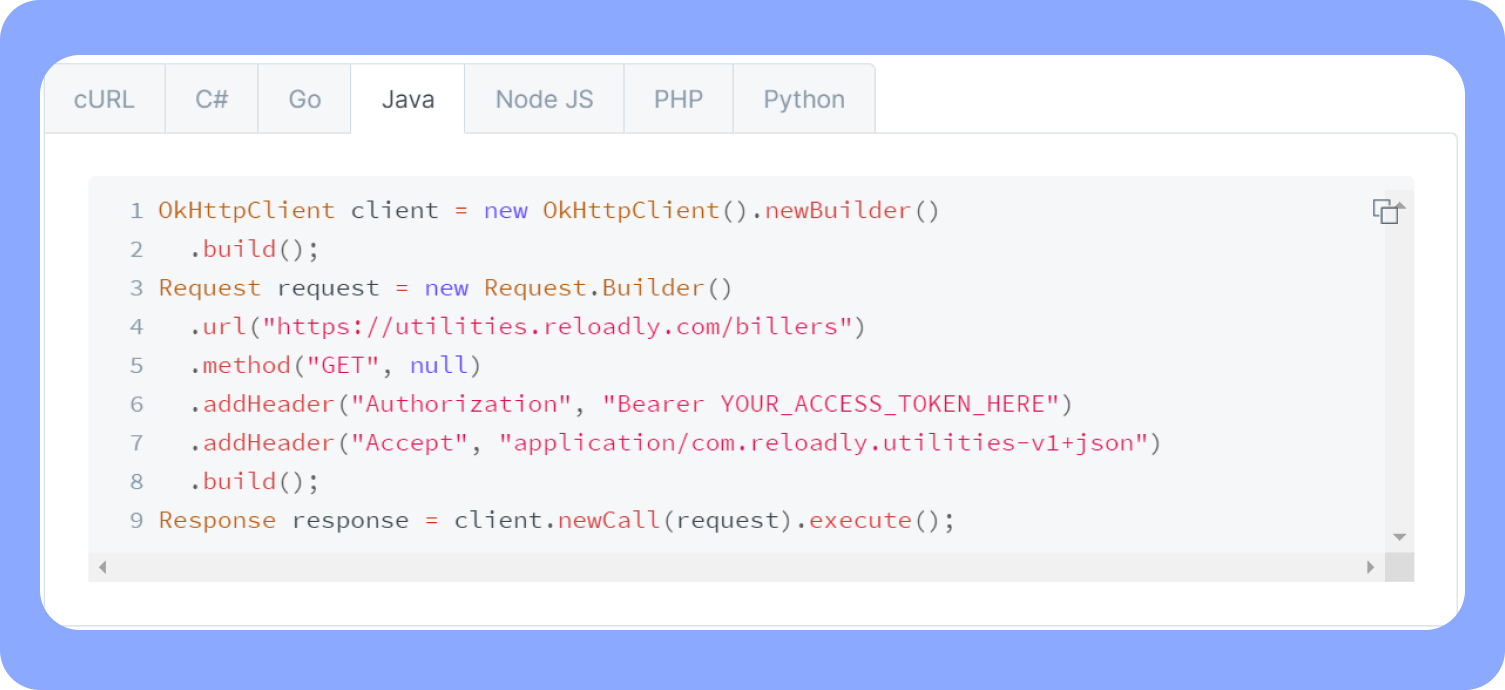 cURL C# Go Java Node JS PHP Python
1 OkHttpClient client = new OkHttpClient().newBuilder()
2   .build();
3 Request request = new Request.Builder()
4   .url("https://utilities.reloadly.com/billers")
5   .method("GET", null)
6   .addHeader("Authorization", "Bearer YOUR_ACCESS_TOKEN_HERE")
7   .addHeader("Accept", "application/com.reloadly.utilities-v1+json")
8   .build();
9 Response response = client.newCall(request).execute();